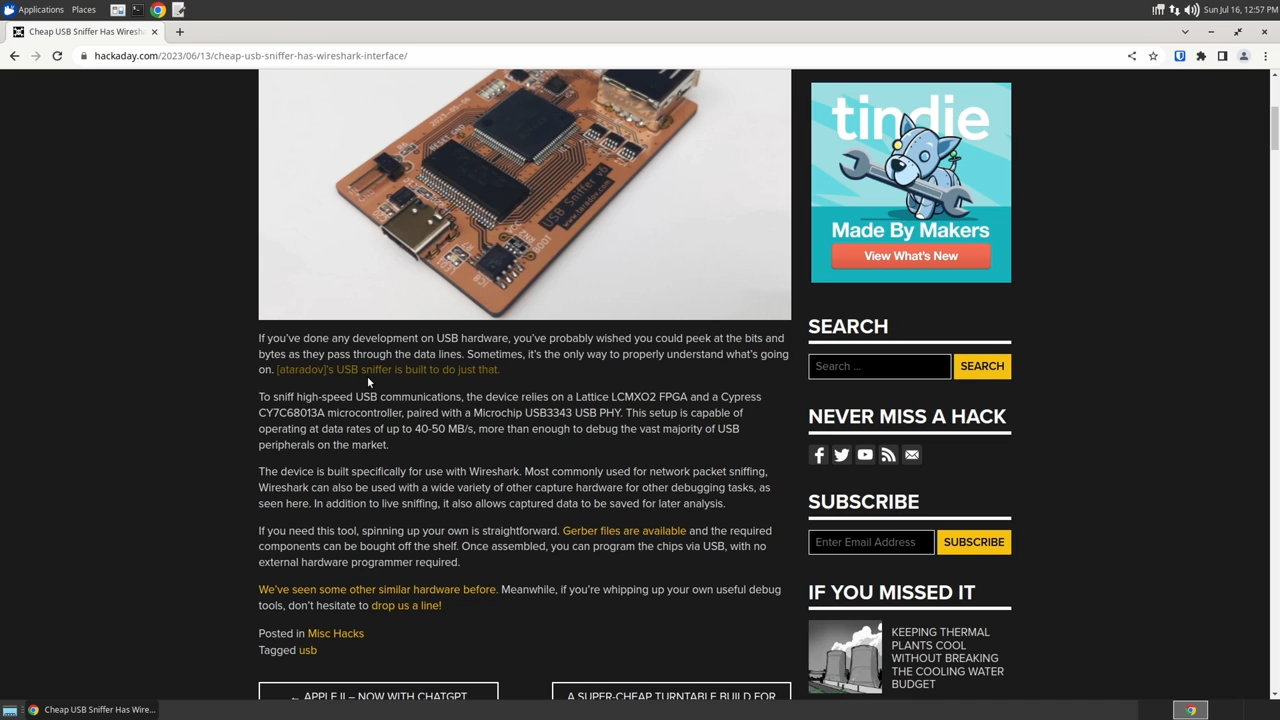 Applications
Places
Sun Jul 16, 12:57 PM
Cheap USB Sniffer Has Wiresh
hackaday.com/2023/06/13/cheap-usb-sniffer-has-wireshark-interface/
2023-05-06
RESET GND
USB Sniffer v6
www.taradov.com
BOOT
If you've done any development on USB hardware, you've probably wished you could peek at the bits and
bytes as they pass through the data lines. Sometimes, it's the only way to properly understand what's going
on. [ataradov]'s USB sniffer is built to do just that.
To sniff high-speed USB communications, the device relies on a Lattice LCMXO2 FPGA and a Cypress
CY7C68013A microcontroller, paired with a Microchip USB3343 USB PHY. This setup is capable of
operating at data rates of up to 40-50 MB/s, more than enough to debug the vast majority of USB
peripherals on the market.
The device is built specifically for use with Wireshark. Most commonly used for network packet sniffing,
Wireshark can also be used with a wide variety of other capture hardware for other debugging tasks, as
seen here. In addition to live sniffing, it also allows captured data to be saved for later analysis.
If you need this tool, spinning up your own is straightforward. Gerber files are available and the required
components can be bought off the shelf. Once assembled, you can program the chips via USB, with no
external hardware programmer required.
We've seen some other similar hardware before. Meanwhile, if you're whipping up your own useful debug
tools, don't hesitate to drop us a line!
Posted in Misc Hacks
Tagged usb
← APPLE II – NOW WITH CHATGPT
A SUPER-CHEAP TURNTABLE BUILD FOR
tindie
Made By Makers
View What's New
SEARCH
Search ...
SEARCH
NEVER MISS A HACK
SUBSCRIBE
Enter Email Address
SUBSCRIBE
IF YOU MISSED IT
KEEPING THERMAL
PLANTS COOL
WITHOUT BREAKING
THE COOLING WATER
BUDGET
Cheap USB Sniffer Has Wire...